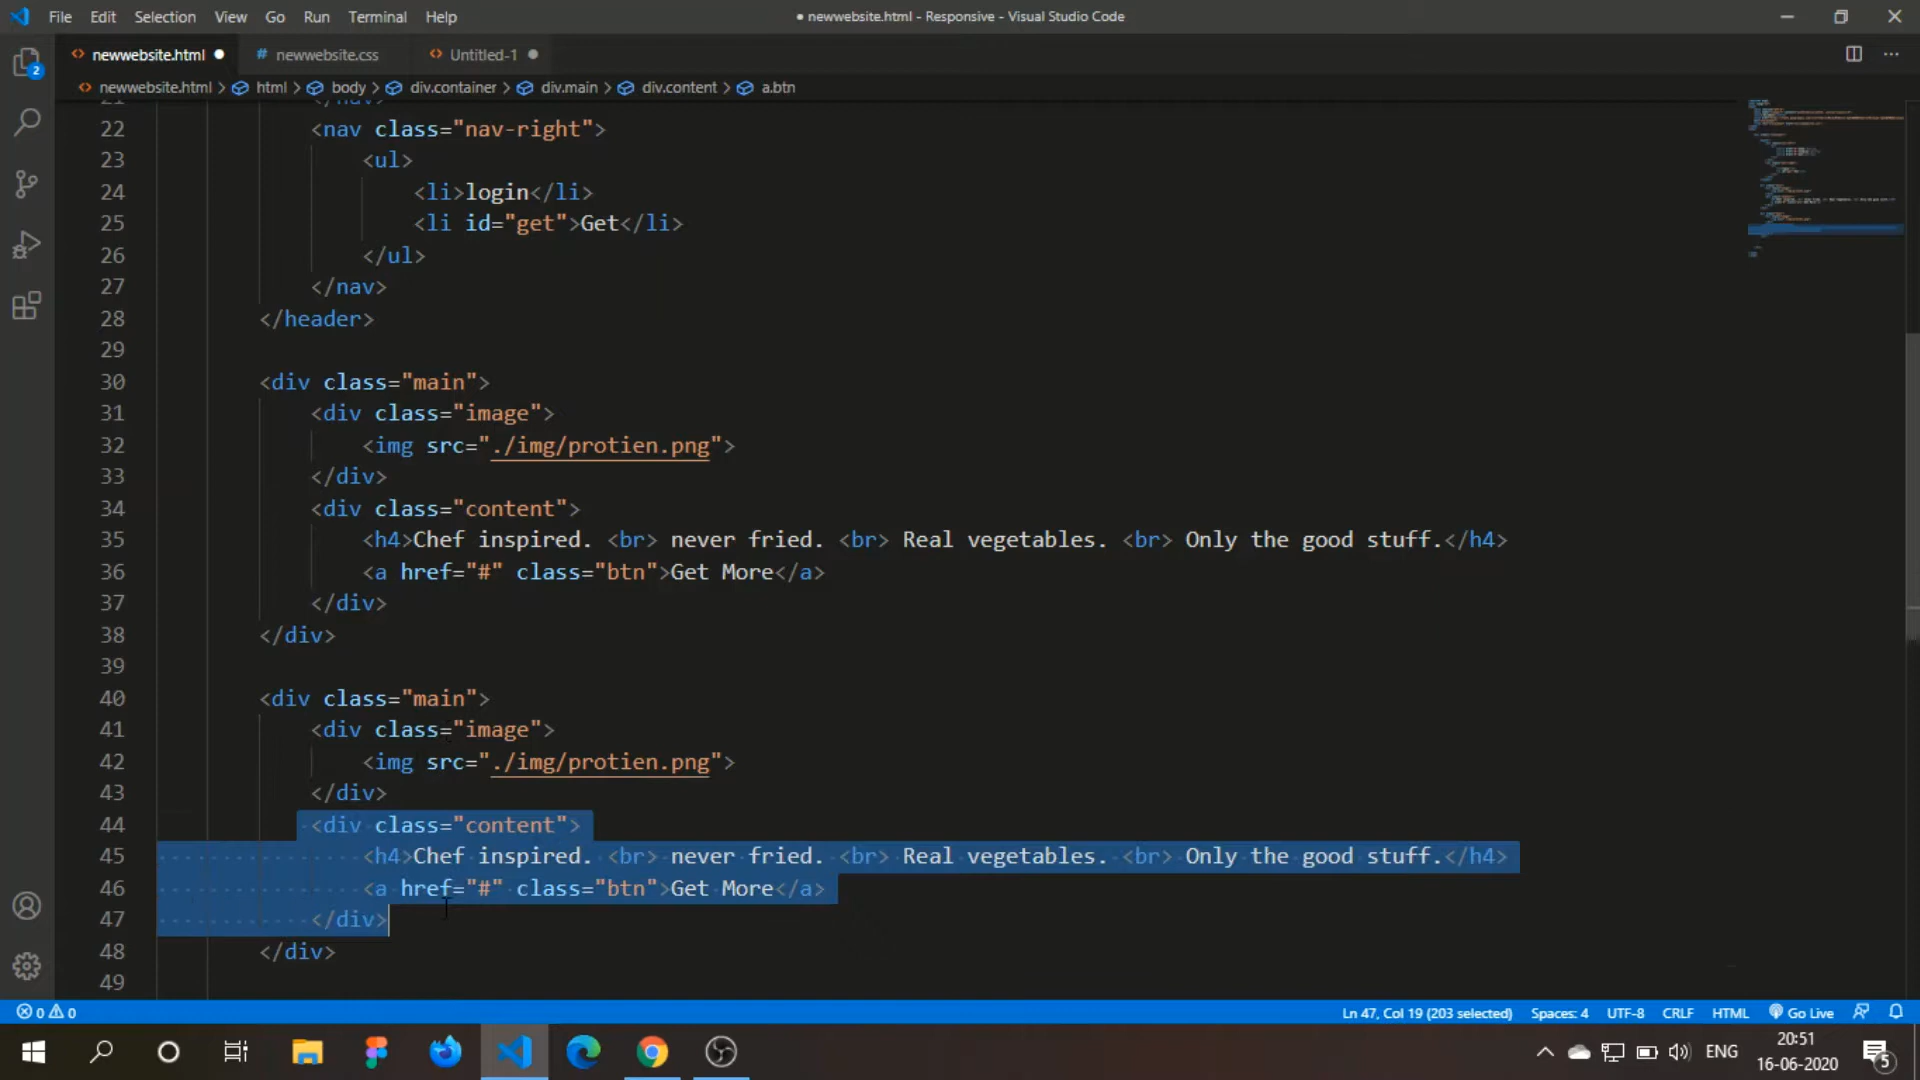 File Edit Selection View Go Run Terminal Help
● newwebsite.html - Responsive - Visual Studio Code
newwebsite.html ● # newwebsite.css Untitled-1 ●
newwebsite.html > html > body > div.container > div.main > div.content > a.btn
2
21 </nav>
22 <nav class="nav-right">
23 <ul>
24 <li>login</li>
25 <li id="get">Get</li>
26 </ul>
27 </nav>
28 </header>
29
30 <div class="main">
31 <div class="image">
32 <img src="./img/protien.png">
33 </div>
34 <div class="content">
35 <h4>Chef inspired. <br> never fried. <br> Real vegetables. <br> Only the good stuff.</h4>
36 <a href="#" class="btn">Get More</a>
37 </div>
38 </div>
39
40 <div class="main">
41 <div class="image">
42 <img src="./img/protien.png">
43 </div>
44 <div class="content">
45 <h4>Chef inspired. <br> never fried. <br> Real vegetables. <br> Only the good stuff.</h4>
46 <a href="#" class="btn">Get More</a>
47 </div>
48 </div>
49
0 0 Ln 47, Col 19 (203 selected) Spaces: 4 UTF-8 CRLF HTML Go Live
ENG 20:51
16-06-2020 5